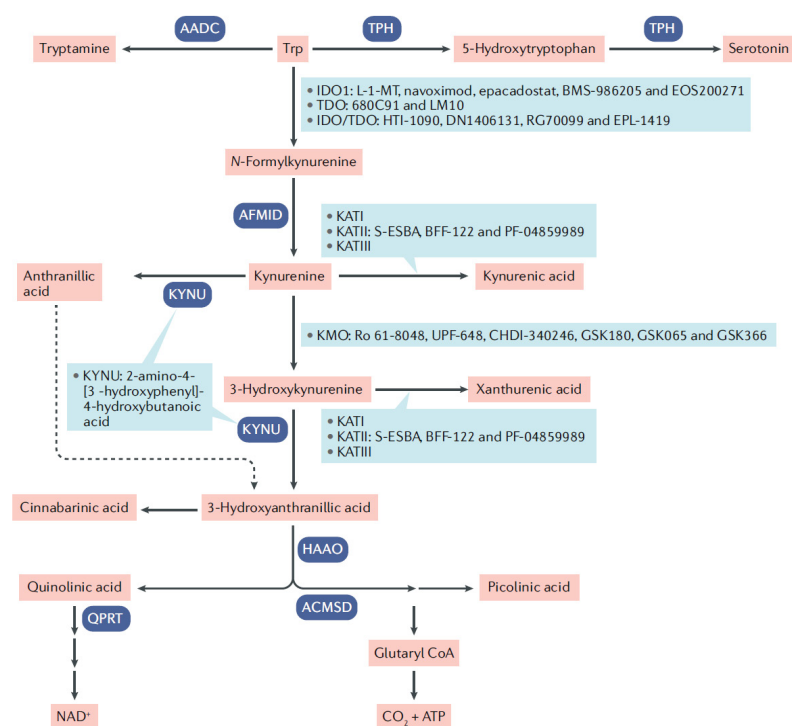 AADC
TPH
TPH
Tryptamine
Trp
5-Hydroxytryptophan
Serotonin
• IDO1: L-1-MT, navoximod, epacadostat, BMS-986205 and EOS200271
• TDO: 680C91 and LM10
• IDO/TDO: HTI-1090, DN1406131, RG70099 and EPL-1419
N-Formylkynurenine
AFMID
• KATI
• KATII: S-ESBA, BFF-122 and PF-04859989
• KATIII
Anthranillic
acid
Kynurenine
Kynurenic acid
KYNU
• KMO: Ro 61-8048, UPF-648, CHDI-340246, GSK180, GSK065 and GSK366
• KYNU: 2-amino-4-
[3 -hydroxyphenyl]-
4-hydroxybutanoic
acid
3-Hydroxykynurenine
Xanthurenic acid
KYNU
• KATI
• KATII: S-ESBA, BFF-122 and PF-04859989
• KATIII
Cinnabarinic acid
3-Hydroxyanthranillic acid
HAAO
Quinolinic acid
Picolinic acid
ACMSD
QPRT
Glutaryl CoA
NAD⁺
CO₂ + ATP